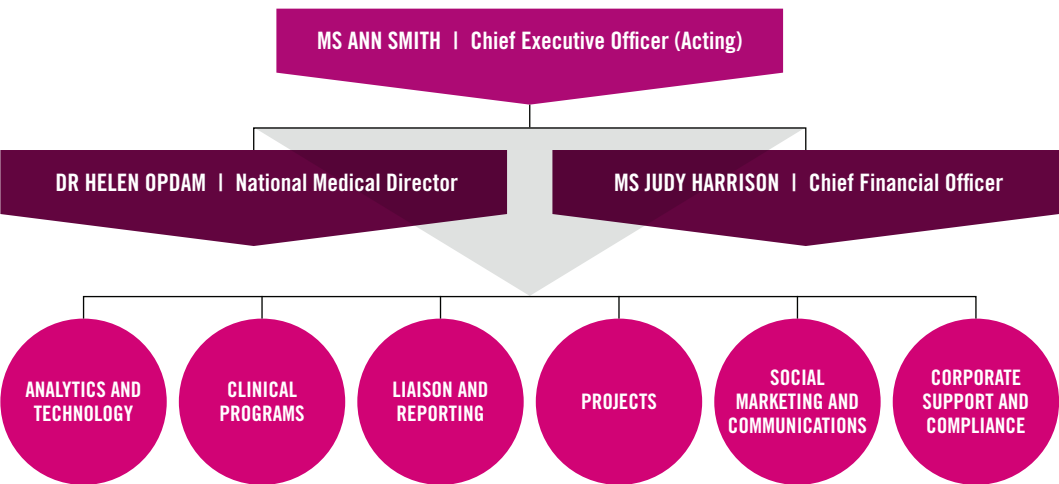 MS ANN SMITH | Chief Executive Officer (Acting)
DR HELEN OPDAM | National Medical Director
MS JUDY HARRISON | Chief Financial Officer
ANALYTICS AND
TECHNOLOGY
CLINICAL
PROGRAMS
LIAISON AND
REPORTING
PROJECTS
SOCIAL
MARKETING AND
COMMUNICATIONS
CORPORATE
SUPPORT AND
COMPLIANCE